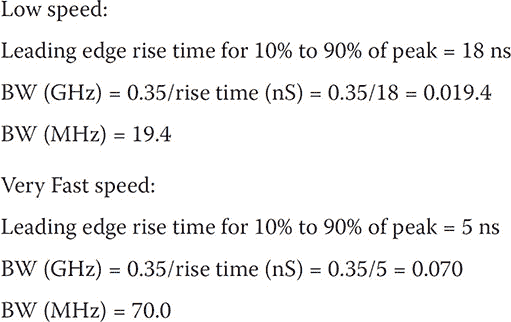 Low speed:
Leading edge rise time for 10% to 90% of peak = 18 ns
BW (GHz) = 0.35/rise time (nS) = 0.35/18 = 0.019.4
BW (MHz) = 19.4
Very Fast speed:
Leading edge rise time for 10% to 90% of peak = 5 ns
BW (GHz) = 0.35/rise time (nS) = 0.35/5 = 0.070
BW (MHz) = 70.0